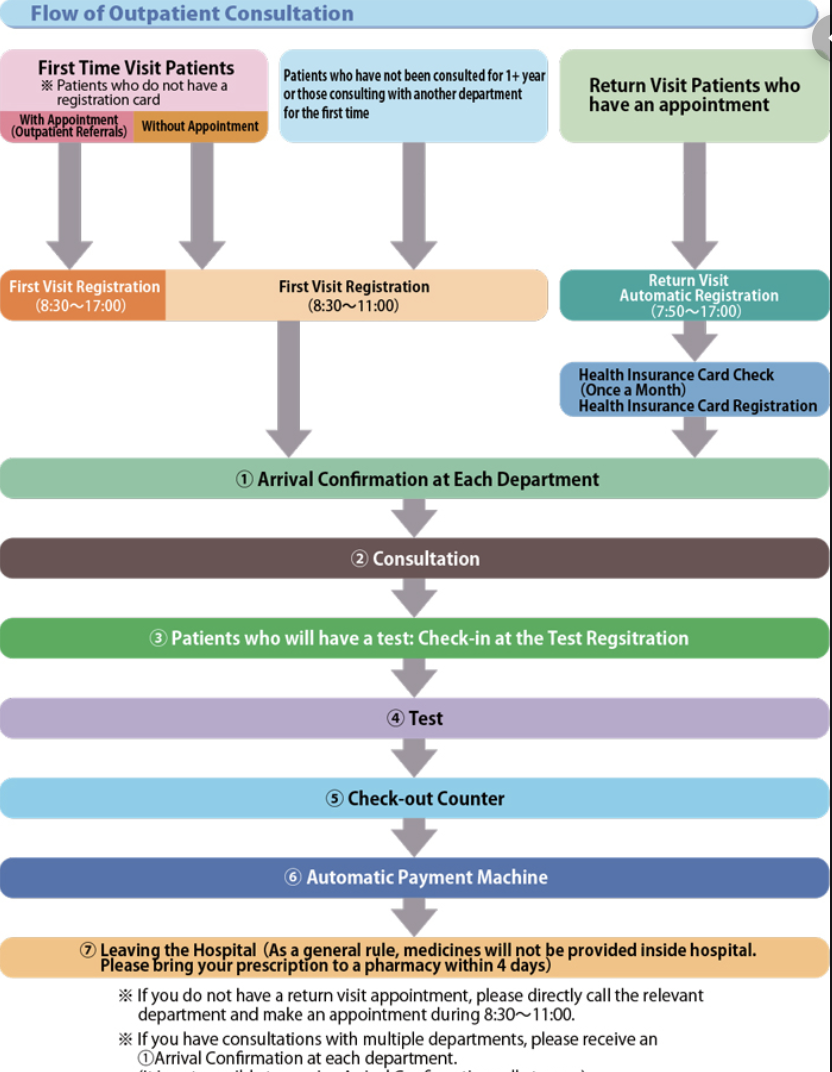 Flow of Outpatient Consultation
First Time Visit Patients
※ Patients who do not have a
registration card
With Appointment
(Outpatient Referrals)
Without Appointment
Patients who have not been consulted for 1+ year
or those consulting with another department
for the first time
Return Visit Patients who
have an appointment
First Visit Registration
(8:30～17:00)
First Visit Registration
(8:30～11:00)
Return Visit
Automatic Registration
(7:50～17:00)
Health Insurance Card Check
(Once a Month)
Health Insurance Card Registration
① Arrival Confirmation at Each Department
② Consultation
③ Patients who will have a test: Check-in at the Test Regsitration
④ Test
⑤ Check-out Counter
⑥ Automatic Payment Machine
⑦ Leaving the Hospital (As a general rule, medicines will not be provided inside hospital.
Please bring your prescription to a pharmacy within 4 days)
※ If you do not have a return visit appointment, please directly call the relevant
department and make an appointment during 8:30～11:00.
※ If you have consultations with multiple departments, please receive an
①Arrival Confirmation at each department.